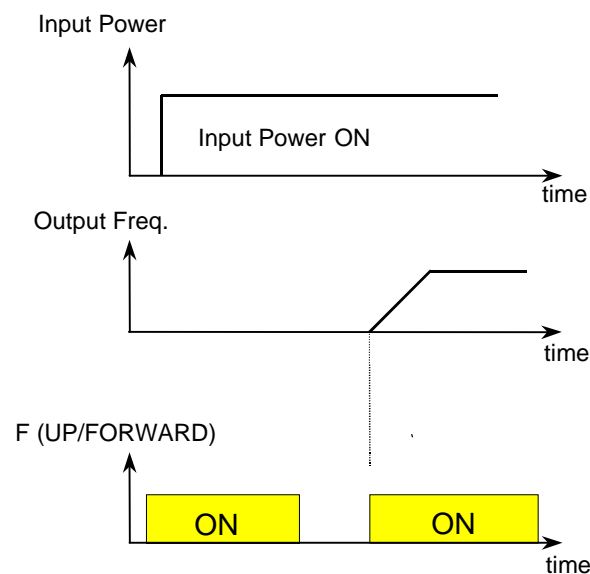 Input Power
Input Power ON
time
Output Freq.
time
F (UP/FORWARD)
ON
ON
time